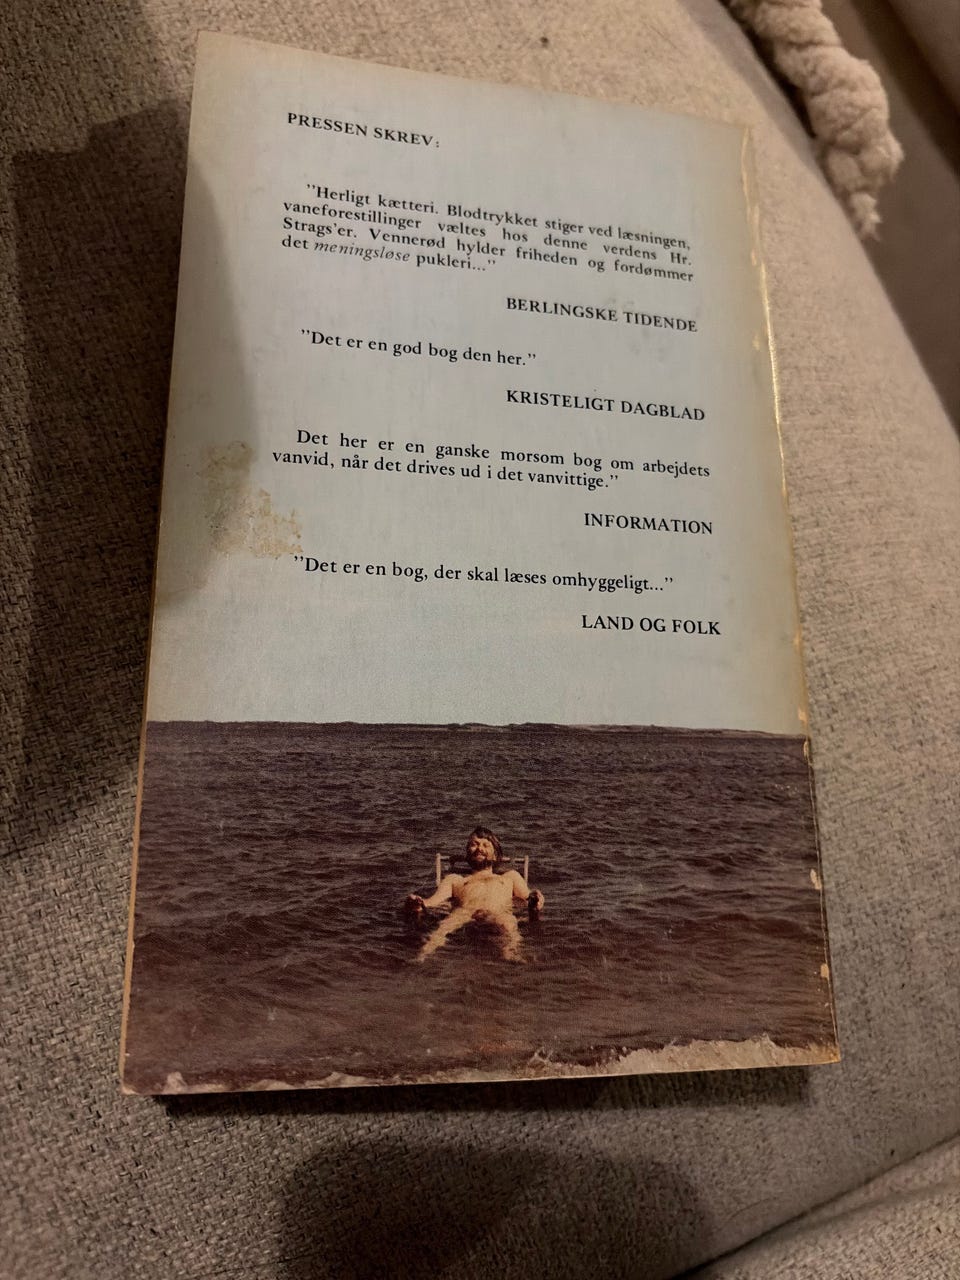 PRESSEN SKREV:
"Herligt kætteri. Blodtrykket stiger ved læsningen,
vaneforestillinger væltes hos denne verdens Hr.
Strags'er. Vennerød hylder friheden og fordømmer
det meningsløse pukleri..."
BERLINGSKE TIDENDE
"Det er en god bog den her."
KRISTELIGT DAGBLAD
Det her er en ganske morsom bog om arbejdets
vanvid, når det drives ud i det vanvittige."
INFORMATION
"Det er en bog, der skal læses omhyggeligt..."
LAND OG FOLK